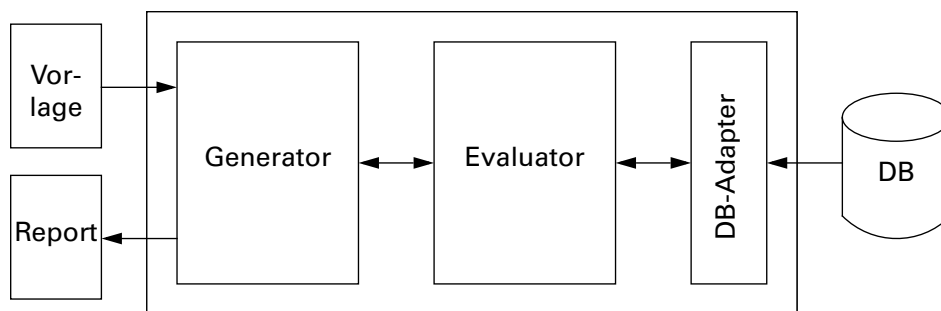 Vor-
lage
Generator
Evaluator
DB-Adapter
DB
Report